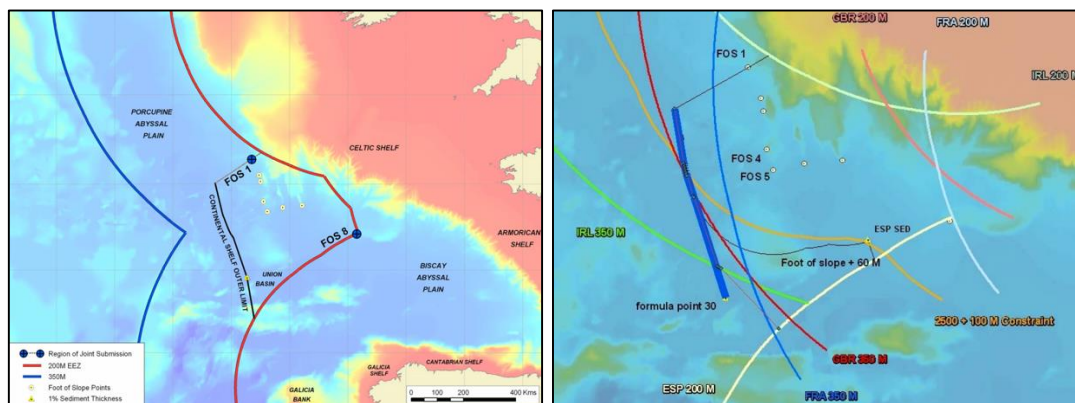 PORCUPINE
ABYSSAL
PLAIN
CELTIC SHELF
FOS 1
FOS 8
CONTINENTAL SHELF OUTER LIMIT
UNION
BASIN
ARMORICAN
SHELF
BISCAY
ABYSSAL
PLAIN
GALICIA
SHELF
CANTABRIAN SHELF
GALICIA
BANK
Region of Joint Submission
200M EEZ
350M
Foot of Slope Points
1% Sediment Thickness
0 100 200 400 Kms
GBR 200 M
FRA 200 M
IRL 200 M
FOS 1
FOS 4
FOS 5
IRL 350 M
ESP SED
Foot of slope + 60 M
formula point 30
2500 + 100 M Constraint
GBR 350 M
ESP 200 M
FRA 350 M